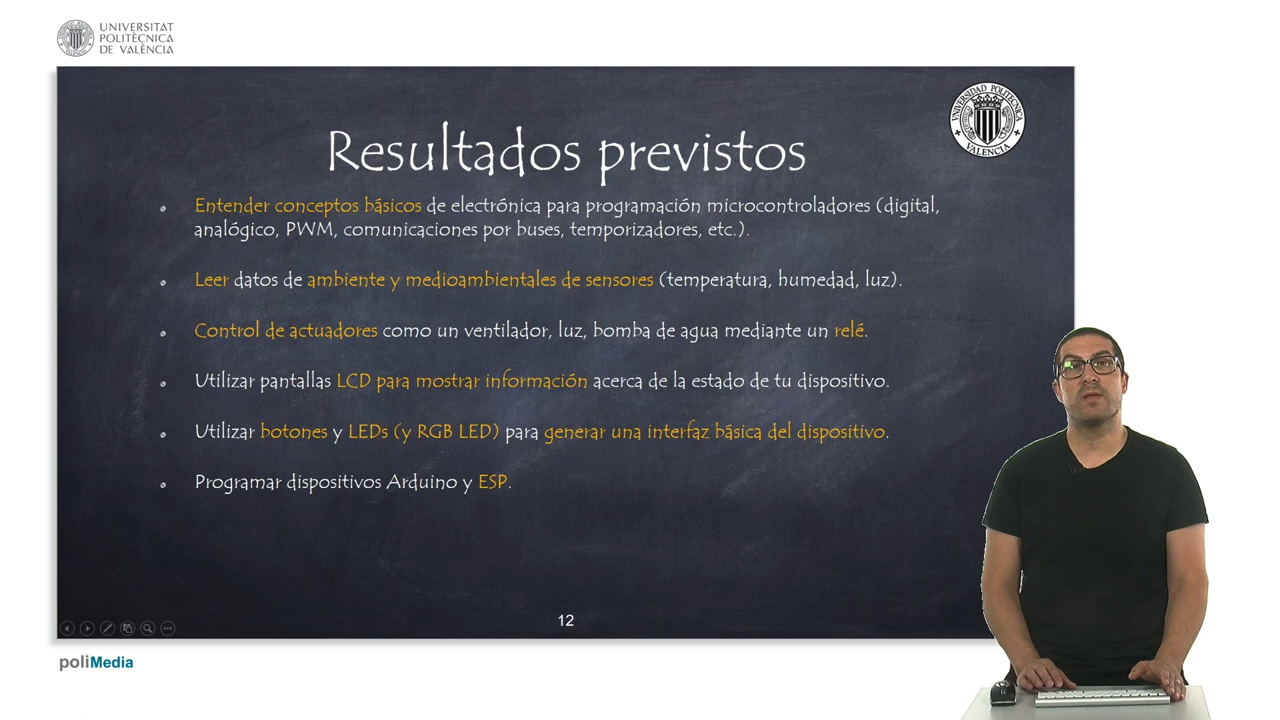 UNIVERSITAT
POLITÈCNICA
DE VALÈNCIA
UNIVERSIDAD POLITECNICA
VALENCIA
Resultados previstos
Entender conceptos básicos de electrónica para programación microcontroladores (digital,
analógico, PWM, comunicaciones por buses, temporizadores, etc.).
Leer datos de ambiente y medioambientales de sensores (temperatura, humedad, luz).
Control de actuadores como un ventilador, luz, bomba de agua mediante un relé.
Utilizar pantallas LCD para mostrar información acerca de la estado de tu dispositivo.
Utilizar botones y LEDs (y RGB LED) para generar una interfaz básica del dispositivo.
Programar dispositivos Arduino y ESP.
12
poliMedia